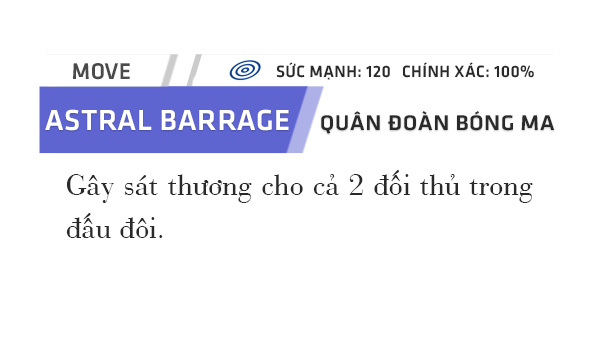 MOVE SỨC MẠNH: 120 CHÍNH XÁC: 100%
ASTRAL BARRAGE QUÂN ĐOÀN BÓNG MA
Gây sát thương cho cả 2 đối thủ trong
đấu đôi.